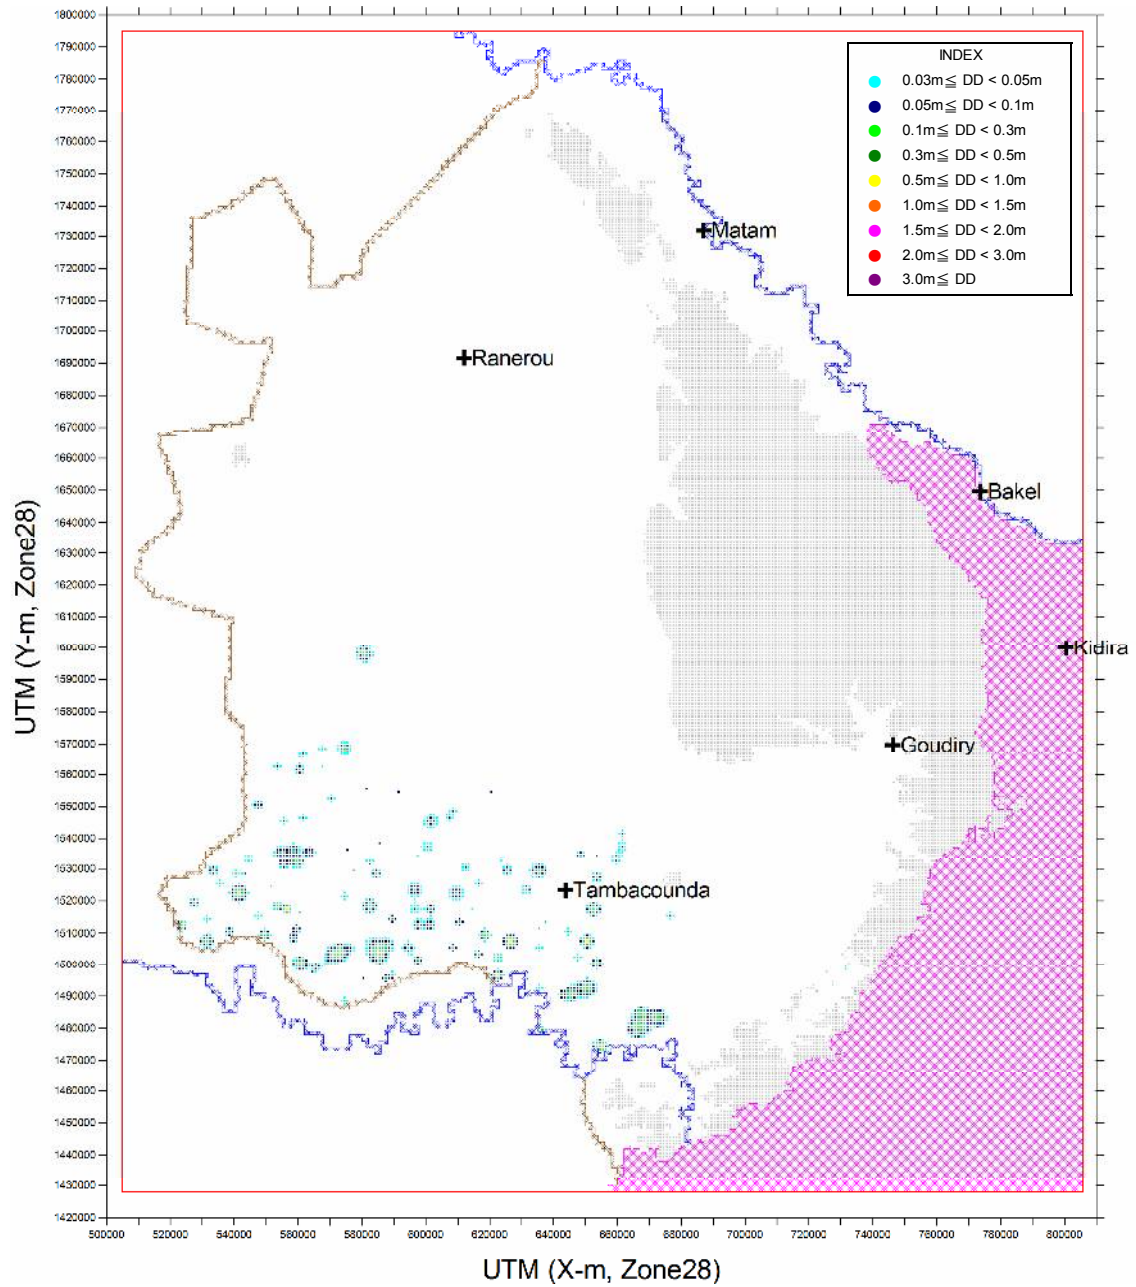 1800000
1790000
1780000
1770000
1760000
1750000
1740000
1730000
1720000
1710000
1700000
1690000
1680000
1670000
1660000
1650000
1640000
1630000
1620000
1610000
1600000
1590000
1580000
1570000
1560000
1550000
1540000
1530000
1520000
1510000
1500000
1490000
1480000
1470000
1460000
1450000
1440000
1430000
1420000
UTM (Y-m, Zone28)
INDEX
0.03m≦ DD < 0.05m
0.05m≦ DD < 0.1m
0.1m≦ DD < 0.3m
0.3m≦ DD < 0.5m
0.5m≦ DD < 1.0m
1.0m≦ DD < 1.5m
1.5m≦ DD < 2.0m
2.0m≦ DD < 3.0m
3.0m≦ DD
Matam
Ranerou
Bakel
Kidira
Goudiry
Tambacounda
500000 520000 540000 560000 580000 600000 620000 640000 660000 680000 700000 720000 740000 760000 780000 800000
UTM (X-m, Zone28)